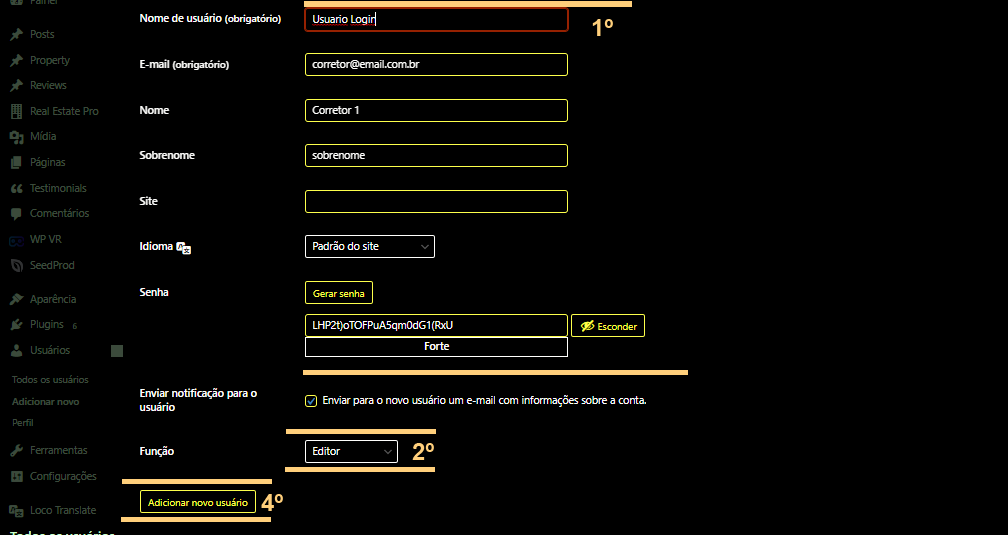 Painel
Posts
Property
Reviews
Real Estate Pro
Mídia
Páginas
Testimonials
Comentários
WP VR
SeedProd
Aparência
Plugins 6
Usuários
Todos os usuários
Adicionar novo
Perfil
Ferramentas
Configurações
Loco Translate
Todos os usuários
Nome de usuário (obrigatório) Usuario Login 1º
E-mail (obrigatório) corretor@email.com.br
Nome Corretor 1
Sobrenome sobrenome
Site
Idioma Padrão do site
Senha Gerar senha
LHP2t)oTOFPuA5qm0dG1(RxU Esconder
Forte
Enviar notificação para o
usuário
Enviar para o novo usuário um e-mail com informações sobre a conta.
Função Editor 2º
Adicionar novo usuário 4º